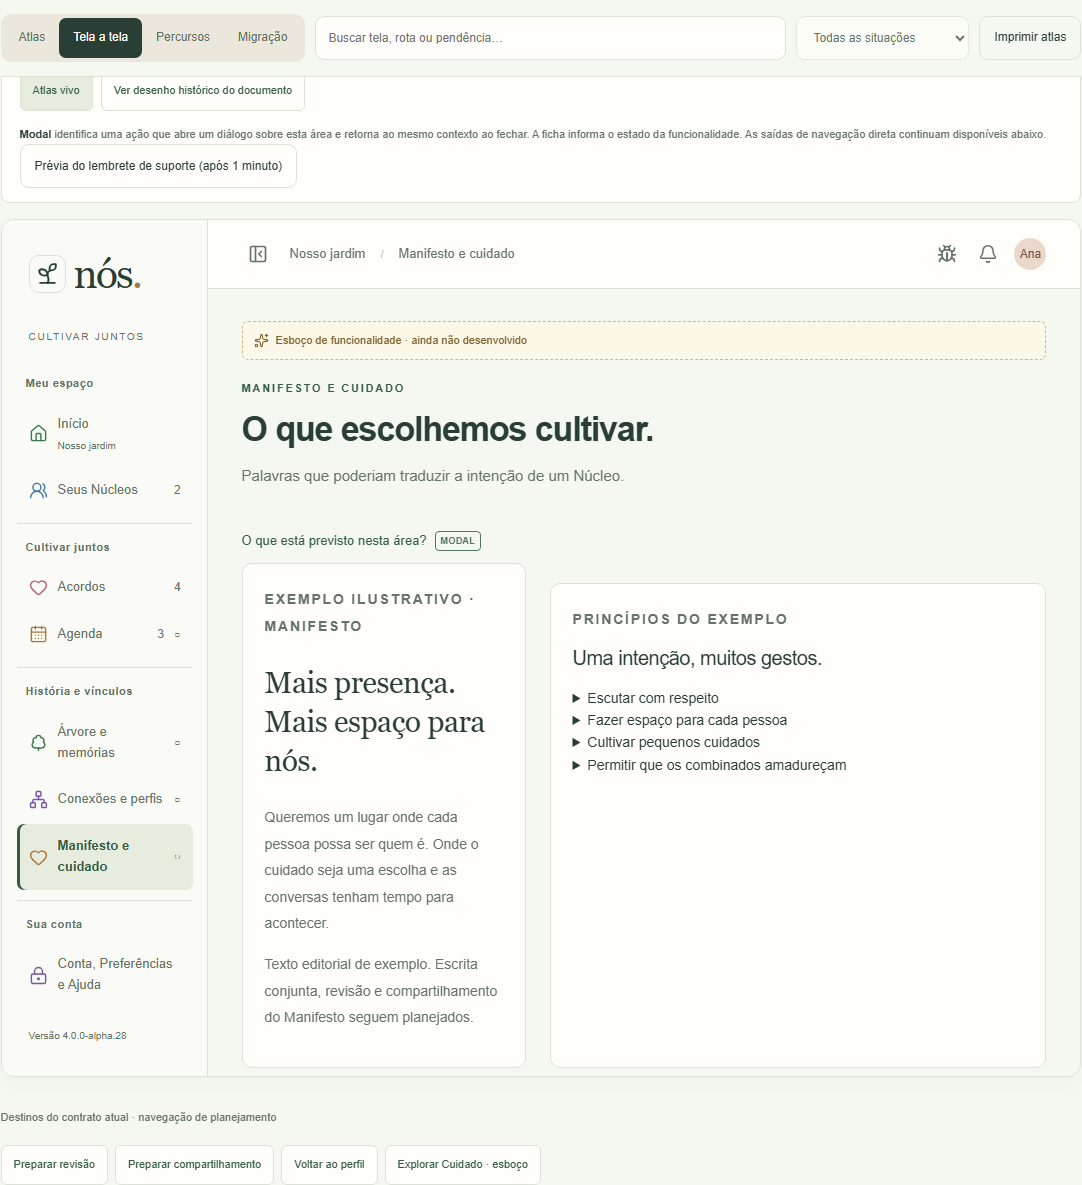 Atlas
Tela a tela
Percursos
Migração
Buscar tela, rota ou pendência...
Todas as situações
Imprimir atlas
Atlas vivo
Ver desenho histórico do documento
Modal identifica uma ação que abre um diálogo sobre esta área e retorna ao mesmo contexto ao fechar. A ficha informa o estado da funcionalidade. As saídas de navegação direta continuam disponíveis abaixo.
Prévia do lembrete de suporte (após 1 minuto)
nós.
CULTIVAR JUNTOS
Meu espaço
Início
Nosso jardim
Seus Núcleos 2
Cultivar juntos
Acordos 4
Agenda 3
História e vínculos
Árvore e
memórias
Conexões e perfis
Manifesto e
cuidado
Sua conta
Conta, Preferências
e Ajuda
Versão 4.0.0-alpha.28
Nosso jardim / Manifesto e cuidado
Ana
Esboço de funcionalidade · ainda não desenvolvido
MANIFESTO E CUIDADO
O que escolhemos cultivar.
Palavras que poderiam traduzir a intenção de um Núcleo.
O que está previsto nesta área? MODAL
EXEMPLO ILUSTRATIVO ·
MANIFESTO
Mais presença.
Mais espaço para
nós.
Queremos um lugar onde cada
pessoa possa ser quem é. Onde o
cuidado seja uma escolha e as
conversas tenham tempo para
acontecer.
Texto editorial de exemplo. Escrita
conjunta, revisão e compartilhamento
do Manifesto seguem planejados.
PRINCÍPIOS DO EXEMPLO
Uma intenção, muitos gestos.
Escutar com respeito
Fazer espaço para cada pessoa
Cultivar pequenos cuidados
Permitir que os combinados amadureçam
Destinos do contrato atual · navegação de planejamento
Preparar revisão
Preparar compartilhamento
Voltar ao perfil
Explorar Cuidado · esboço